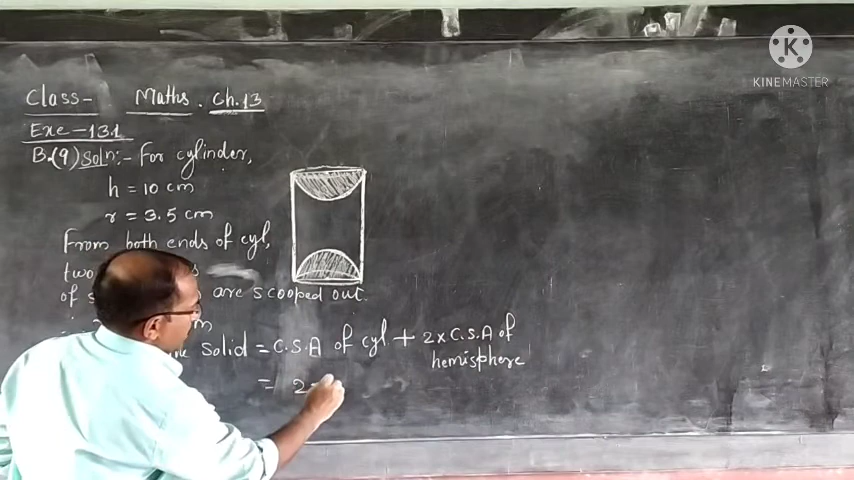 Class- Maths. Ch.13
Exe-13.1
B.(9) Soln:- For cylinder,
h = 10 cm
r = 3.5 cm
From both ends of cyl,
two
of are scooped out.
m
solid = C.S.A of cyl + 2 x C.S.A of
hemisphere
= 2
K
KINEMASTER